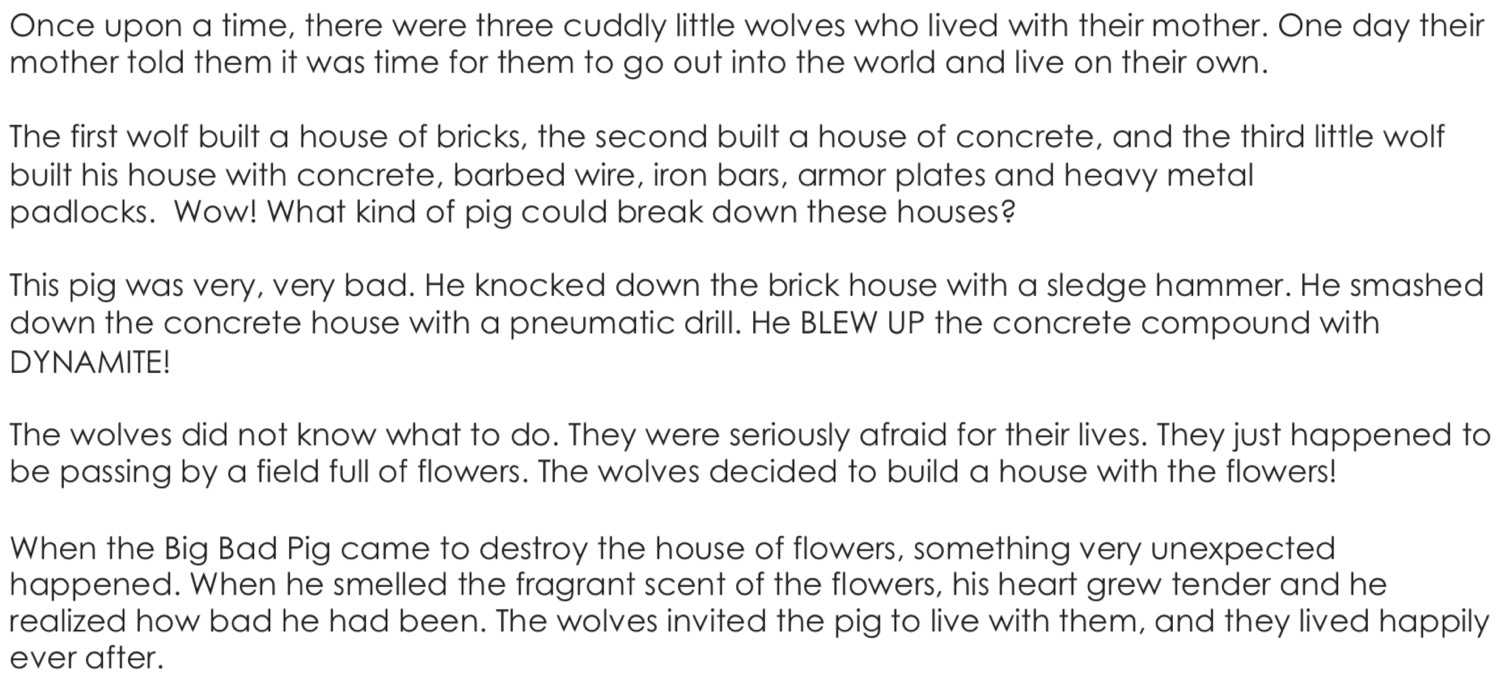 Once upon a time, there were three cuddly little wolves who lived with their mother. One day their
mother told them it was time for them to go out into the world and live on their own.
The first wolf built a house of bricks, the second built a house of concrete, and the third little wolf
built his house with concrete, barbed wire, iron bars, armor plates and heavy metal
padlocks.  Wow! What kind of pig could break down these houses?
This pig was very, very bad. He knocked down the brick house with a sledge hammer. He smashed
down the concrete house with a pneumatic drill. He BLEW UP the concrete compound with
DYNAMITE!
The wolves did not know what to do. They were seriously afraid for their lives. They just happened to
be passing by a field full of flowers. The wolves decided to build a house with the flowers!
When the Big Bad Pig came to destroy the house of flowers, something very unexpected
happened. When he smelled the fragrant scent of the flowers, his heart grew tender and he
realized how bad he had been. The wolves invited the pig to live with them, and they lived happily
ever after.